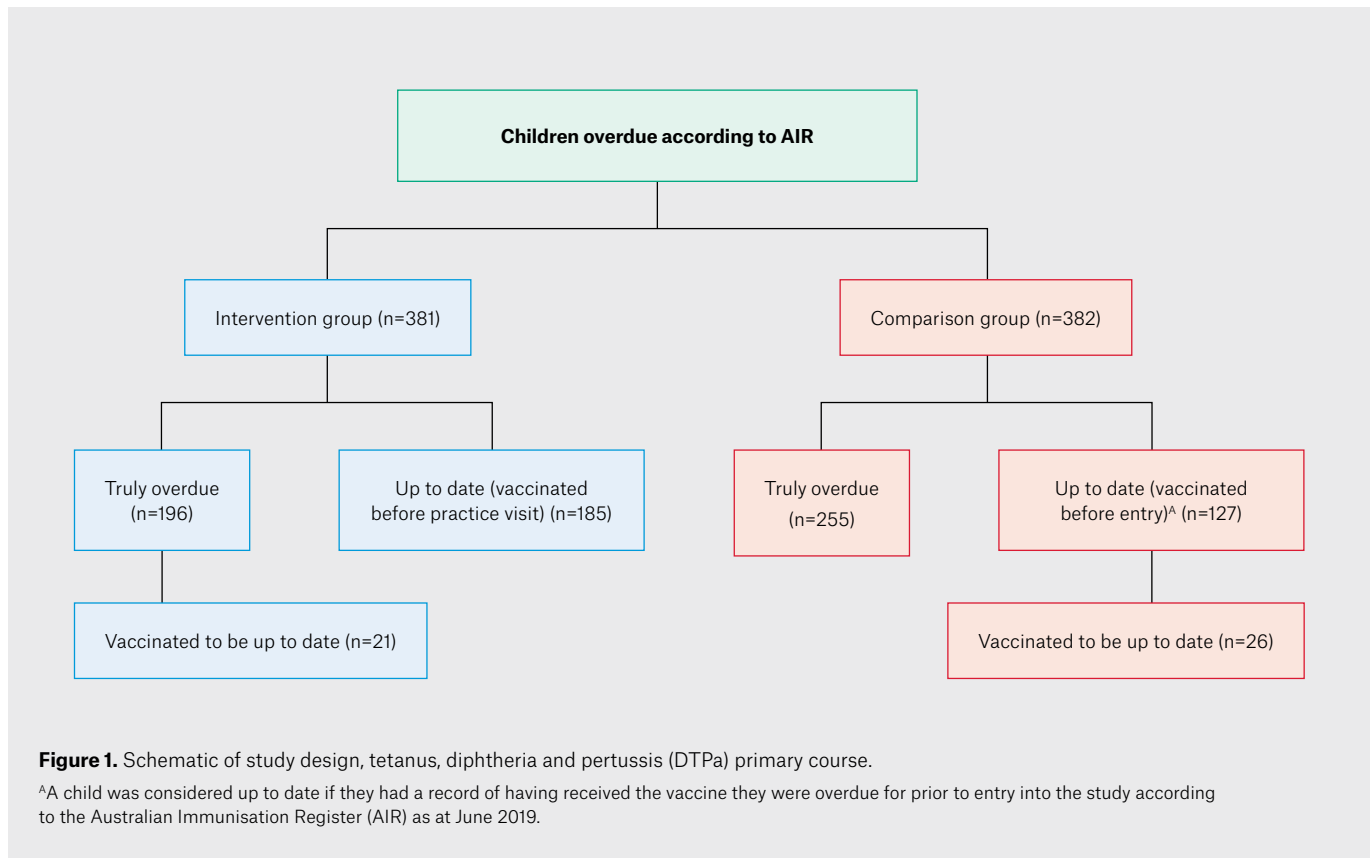 Children overdue according to AIR
Intervention group (n=381)
Comparison group (n=382)
Truly overdue
(n=196)
Up to date (vaccinated
before practice visit) (n=185)
Truly overdue
(n=255)
Up to date (vaccinated
before entry)ᴬ (n=127)
Vaccinated to be up to date (n=21)
Vaccinated to be up to date (n=26)
Figure 1. Schematic of study design, tetanus, diphtheria and pertussis (DTPa) primary course.
ᴬA child was considered up to date if they had a record of having received the vaccine they were overdue for prior to entry into the study according
to the Australian Immunisation Register (AIR) as at June 2019.